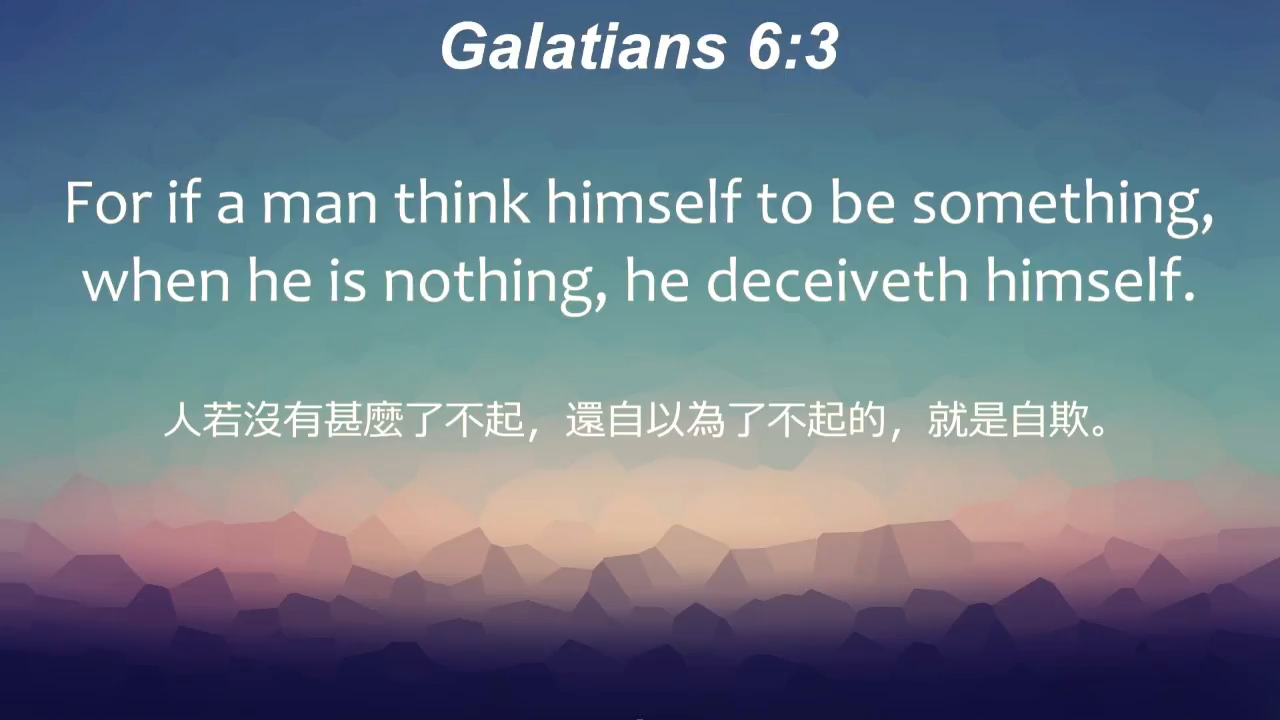 Galatians 6:3
For if a man think himself to be something,
when he is nothing, he deceiveth himself.
人若沒有甚麼了不起，還自以為了不起的，就是自欺。